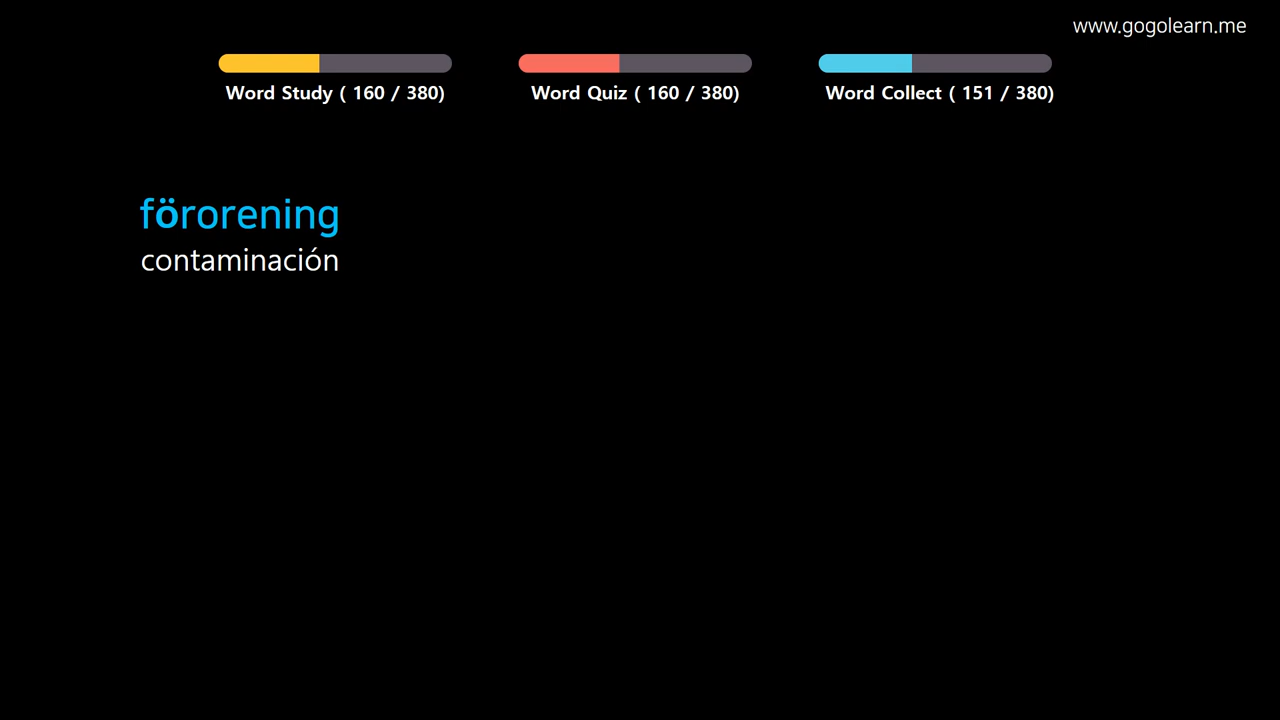 www.gogolearn.me
Word Study ( 160 / 380)
Word Quiz ( 160 / 380)
Word Collect ( 151 / 380)
förorening
contaminación